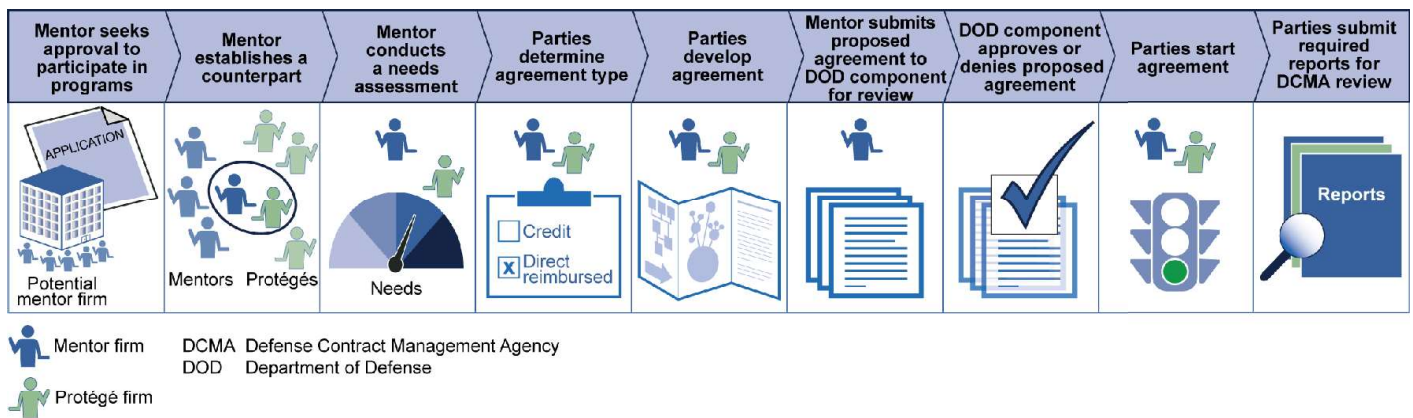 Mentor seeks
approval to
participate in
programs
Mentor
establishes a
counterpart
Mentor
conducts
a needs
assessment
Parties
determine
agreement type
Parties
develop
agreement
Mentor submits
proposed
agreement to
DOD component
for review
DOD component
approves or
denies proposed
agreement
Parties start
agreement
Parties submit
required
reports for
DCMA review
APPLICATION
Potential
mentor firm
Mentors Protégés
Needs
Credit
X Direct
reimbursed
Reports
Mentor firm
Protégé firm
DCMA Defense Contract Management Agency
DOD Department of Defense